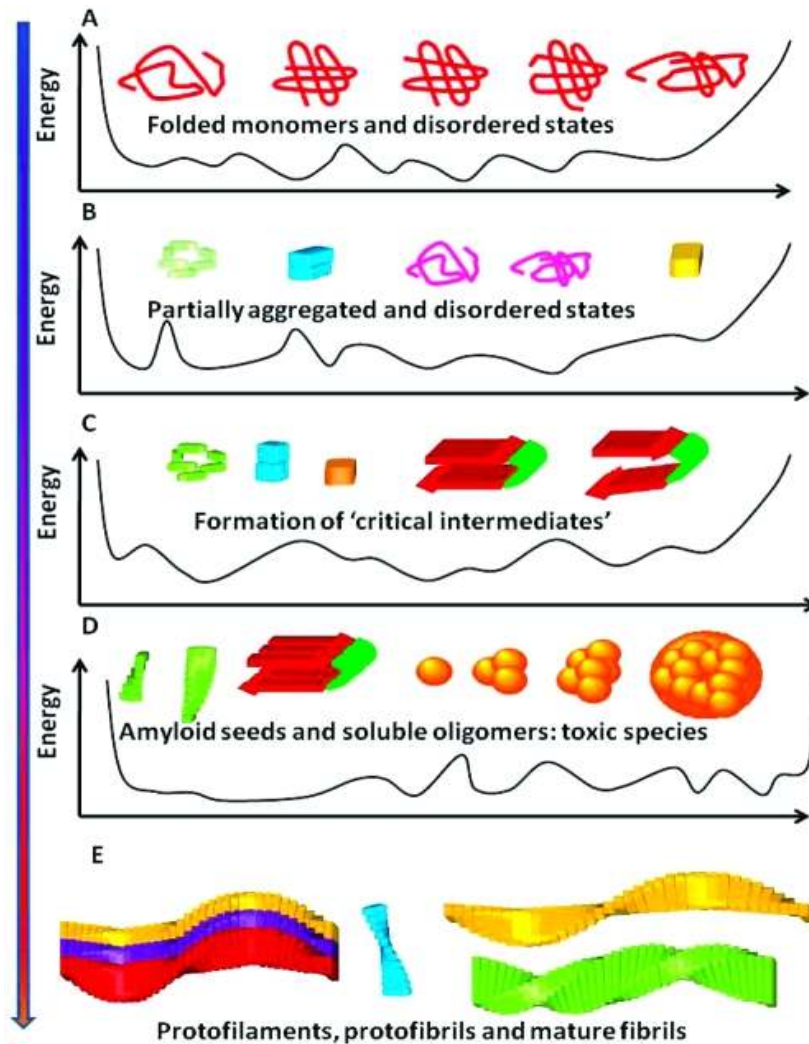 A
Energy
Folded monomers and disordered states
B
Energy
Partially aggregated and disordered states
C
Energy
Formation of ‘critical intermediates’
D
Energy
Amyloid seeds and soluble oligomers: toxic species
E
Protofilaments, protofibrils and mature fibrils